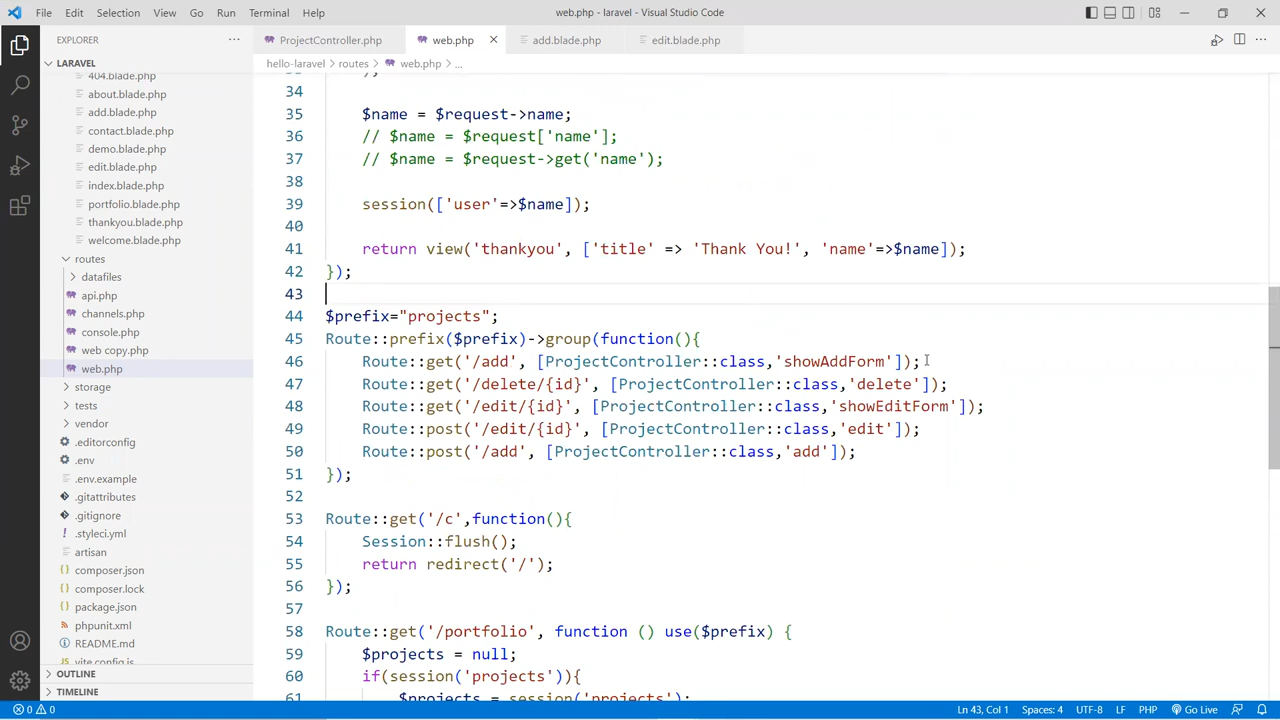 File Edit Selection View Go Run Terminal Help
web.php - laravel - Visual Studio Code
EXPLORER
LARAVEL
404.blade.php
about.blade.php
add.blade.php
contact.blade.php
demo.blade.php
edit.blade.php
index.blade.php
portfolio.blade.php
thankyou.blade.php
welcome.blade.php
routes
datafiles
api.php
channels.php
console.php
web copy.php
web.php
storage
tests
vendor
.editorconfig
.env
.env.example
.gitattributes
.gitignore
.styleci.yml
artisan
composer.json
composer.lock
package.json
phpunit.xml
README.md
vite.config.js
OUTLINE
TIMELINE
ProjectController.php web.php add.blade.php edit.blade.php
hello-laravel > routes > web.php > ...
34
35 $name = $request->name;
36 // $name = $request['name'];
37 // $name = $request->get('name');
38
39 session(['user'=>$name]);
40
41 return view('thankyou', ['title' => 'Thank You!', 'name'=>$name]);
42 });
43
44 $prefix="projects";
45 Route::prefix($prefix)->group(function(){
46 Route::get('/add', [ProjectController::class,'showAddForm']);
47 Route::get('/delete/{id}', [ProjectController::class,'delete']);
48 Route::get('/edit/{id}', [ProjectController::class,'showEditForm']);
49 Route::post('/edit/{id}', [ProjectController::class,'edit']);
50 Route::post('/add', [ProjectController::class,'add']);
51 });
52
53 Route::get('/c',function(){
54 Session::flush();
55 return redirect('/');
56 });
57
58 Route::get('/portfolio', function () use($prefix) {
59 $projects = null;
60 if(session('projects')){
61 $projects = session('projects');
0 0
Ln 43, Col 1 Spaces: 4 UTF-8 LF PHP Go Live